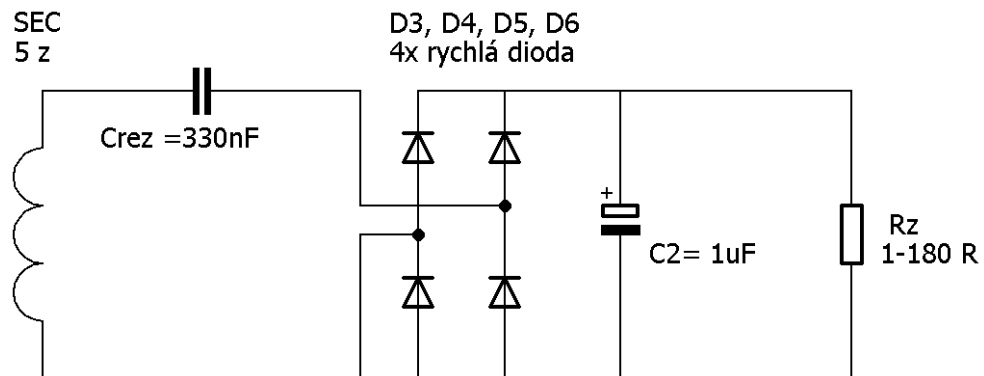 SEC
5 z
D3, D4, D5, D6
4x rychlá dioda
Crez =330nF
+
C2= 1uF
Rz
1-180 R